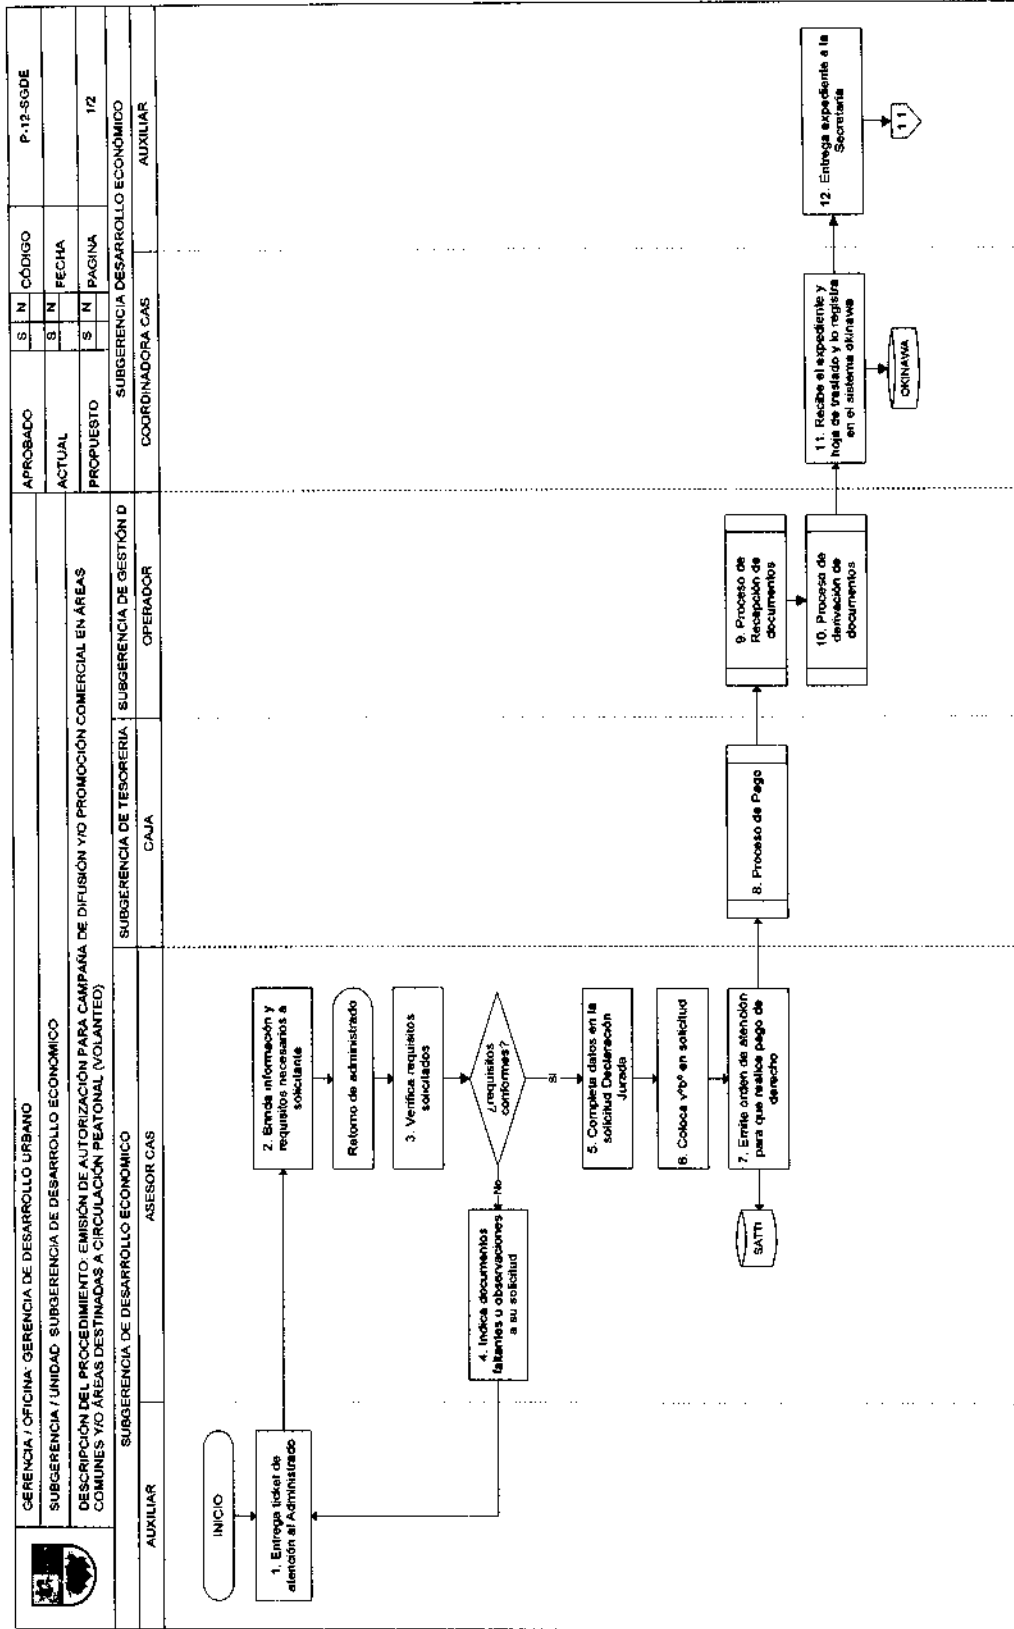 GERENCIA / OFICINA: GERENCIA DE DESARROLLO URBANO
APROBADO
S N
CÓDIGO
P-12-SGDE
SUBGERENCIA / UNIDAD: SUBGERENCIA DE DESARROLLO ECONÓMICO
ACTUAL
S N
FECHA
DESCRIPCIÓN DEL PROCEDIMIENTO: EMISIÓN DE AUTORIZACIÓN PARA CAMPAÑA DE DIFUSIÓN Y/O PROMOCIÓN COMERCIAL EN ÁREAS
COMUNES Y/O ÁREAS DESTINADAS A CIRCULACIÓN PEATONAL (VOLANTEO)
PROPUESTO
S N
PAGINA
1/2
SUBGERENCIA DE DESARROLLO ECONÓMICO
SUBGERENCIA DE TESORERIA
SUBGERENCIA DE GESTIÓN D
SUBGERENCIA DESARROLLO ECONÓMICO
AUXILIAR
ASESOR CAS
CAJA
OPERADOR
COORDINADORA CAS
AUXILIAR
INICIO
1. Entrega ticket de
atención al Administrado
2. Brinda información y
requisitos necesarios a
solicitante
Retorno de administrado
3. Verifica requisitos
solicitados
¿requisitos
conformes?
No
SI
4. Indica documentos
faltantes u observaciones
a su solicitud
5. Completa datos en la
solicitud Declaración
Jurada
6. Coloca v°b° en solicitud
7. Emite orden de atención
para que realice pago de
derecho
SATTI
8. Proceso de Pago
9. Proceso de
Recepción de
documentos
10. Proceso de
derivación de
documentos
11. Recibe el expediente y
hoja de traslado y lo registra
en el sistema okinawa
OKINAWA
12. Entrega expediente a la
Secretaria
1.1